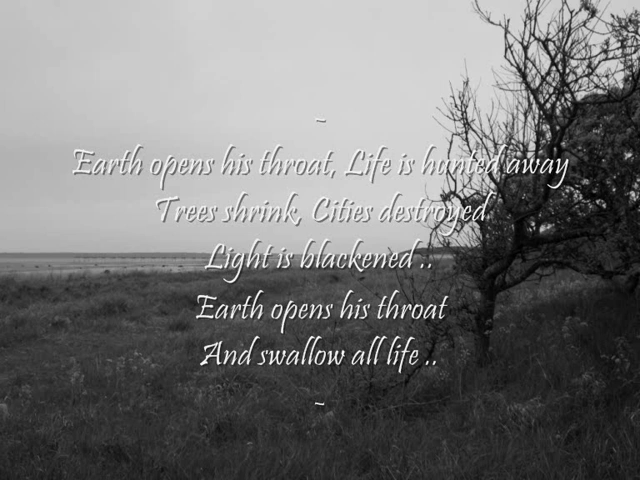 ~
Earth opens his throat, Life is hunted away
Trees shrink, Cities destroyed
Light is blackened ..
Earth opens his throat
And swallow all life ..
~